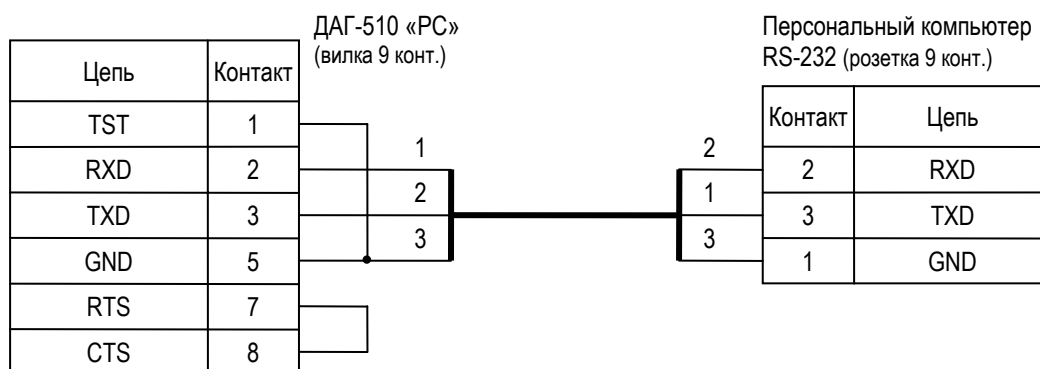 ДАГ-510 «PC»
(вилка 9 конт.)
Цепь Контакт
TST 1
RXD 2
TXD 3
GND 5
RTS 7
CTS 8
1
2
3
Персональный компьютер
RS-232 (розетка 9 конт.)
2
1
3
Контакт Цепь
2 RXD
3 TXD
1 GND